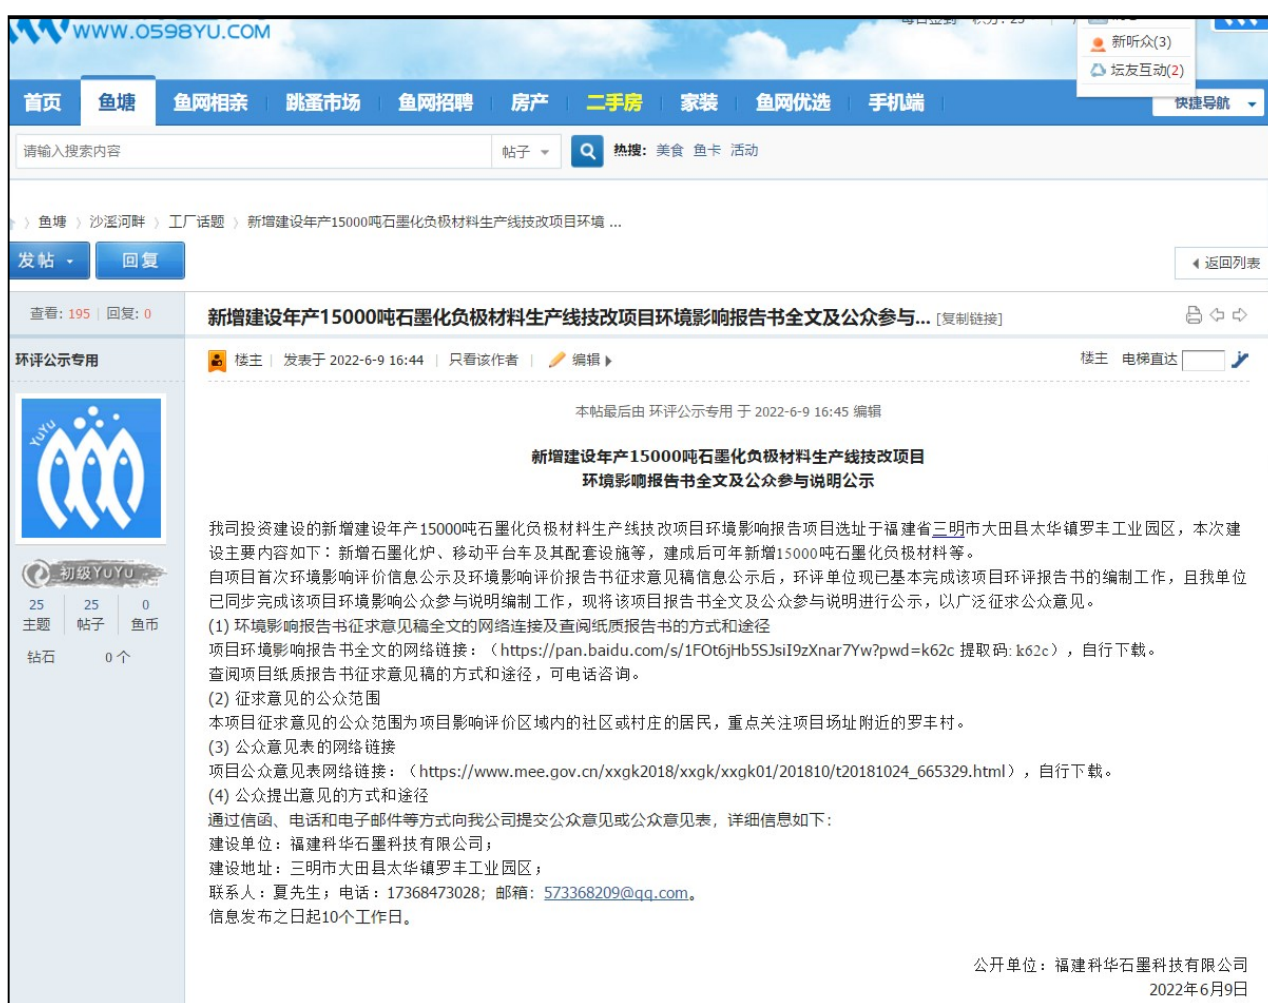 WWW.0598YU.COM
新听众(3)
坛友互动(2)
首页 鱼塘 鱼网相亲 跳蚤市场 鱼网招聘 房产 二手房 家装 鱼网优选 手机端 快捷导航
请输入搜索内容 帖子 热搜: 美食 鱼卡 活动
鱼塘 › 沙溪河畔 › 工厂话题 › 新增建设年产15000吨石墨化负极材料生产线技改项目环境 ...
发帖 回复 返回列表
查看: 195 | 回复: 0
新增建设年产15000吨石墨化负极材料生产线技改项目环境影响报告书全文及公众参与... [复制链接]
环评公示专用
楼主 | 发表于 2022-6-9 16:44 | 只看该作者 | 编辑 楼主 电梯直达
YuYu
本帖最后由 环评公示专用 于 2022-6-9 16:45 编辑
新增建设年产15000吨石墨化负极材料生产线技改项目
环境影响报告书全文及公众参与说明公示
初级YuYu
25 25 0
主题 帖子 鱼币
钻石 0 个
我司投资建设的新增建设年产15000吨石墨化负极材料生产线技改项目环境影响报告项目选址于福建省三明市大田县太华镇罗丰工业园区，本次建
设主要内容如下：新增石墨化炉、移动平台车及其配套设施等，建成后可年新增15000吨石墨化负极材料等。
自项目首次环境影响评价信息公示及环境影响评价报告书征求意见稿信息公示后，环评单位现已基本完成该项目环评报告书的编制工作，且我单位
已同步完成该项目环境影响公众参与说明编制工作，现将该项目报告书全文及公众参与说明进行公示，以广泛征求公众意见。
(1) 环境影响报告书征求意见稿全文的网络连接及查阅纸质报告书的方式和途径
项目环境影响报告书全文的网络链接：（https://pan.baidu.com/s/1FOt6jHb5SJsiI9zXnar7Yw?pwd=k62c 提取码: k62c），自行下载。
查阅项目纸质报告书征求意见稿的方式和途径，可电话咨询。
(2) 征求意见的公众范围
本项目征求意见的公众范围为项目影响评价区域内的社区或村庄的居民，重点关注项目场址附近的罗丰村。
(3) 公众意见表的网络链接
项目公众意见表网络链接：（https://www.mee.gov.cn/xxgk2018/xxgk/xxgk01/201810/t20181024_665329.html），自行下载。
(4) 公众提出意见的方式和途径
通过信函、电话和电子邮件等方式向我公司提交公众意见或公众意见表，详细信息如下：
建设单位：福建科华石墨科技有限公司；
建设地址：三明市大田县太华镇罗丰工业园区；
联系人：夏先生；电话：17368473028；邮箱：573368209@qq.com。
信息发布之日起10个工作日。
公开单位：福建科华石墨科技有限公司
2022年6月9日